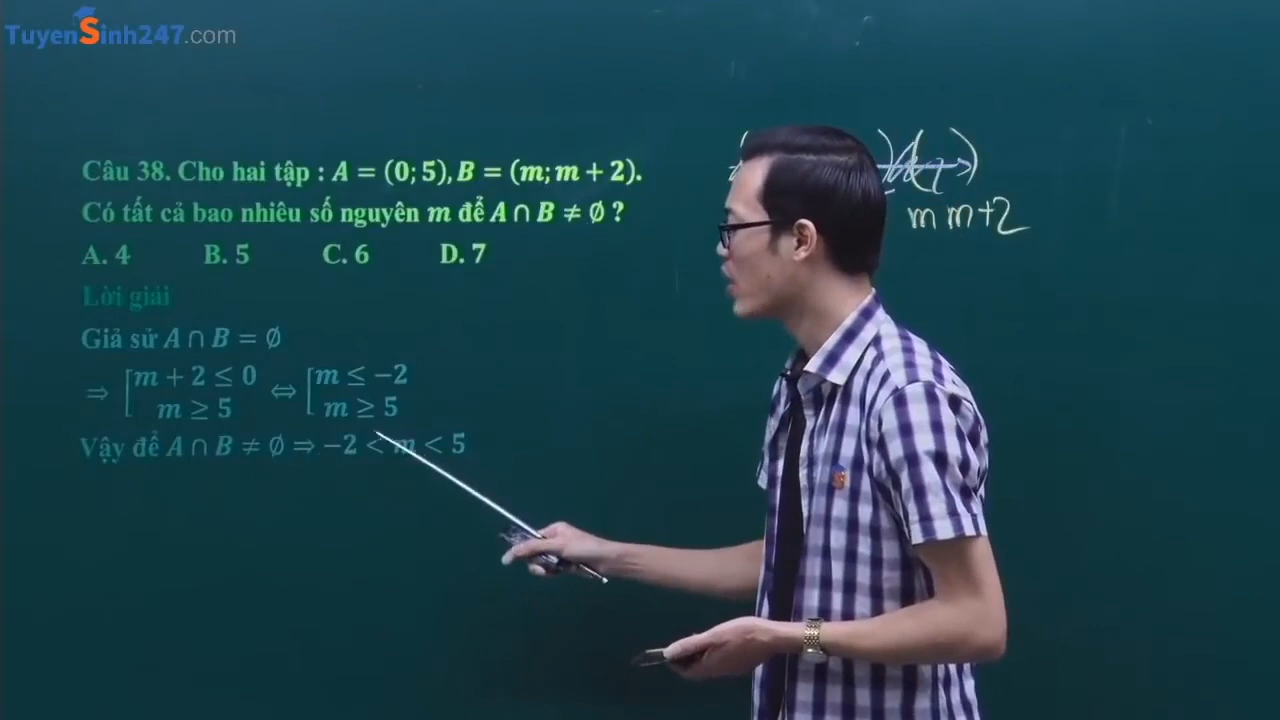 TuyenSinh247.com
Câu 38. Cho hai tập : A = (0; 5), B = (m; m + 2).
Có tất cả bao nhiêu số nguyên m để A ∩ B ≠ ∅ ?
A. 4 B. 5 C. 6 D. 7
Lời giải
Giả sử A ∩ B = ∅
⇒ [m + 2 ≤ 0 ⇔ [m ≤ −2
m ≥ 5 m ≥ 5
Vậy để A ∩ B ≠ ∅ ⇒ −2 < m < 5
m m+2